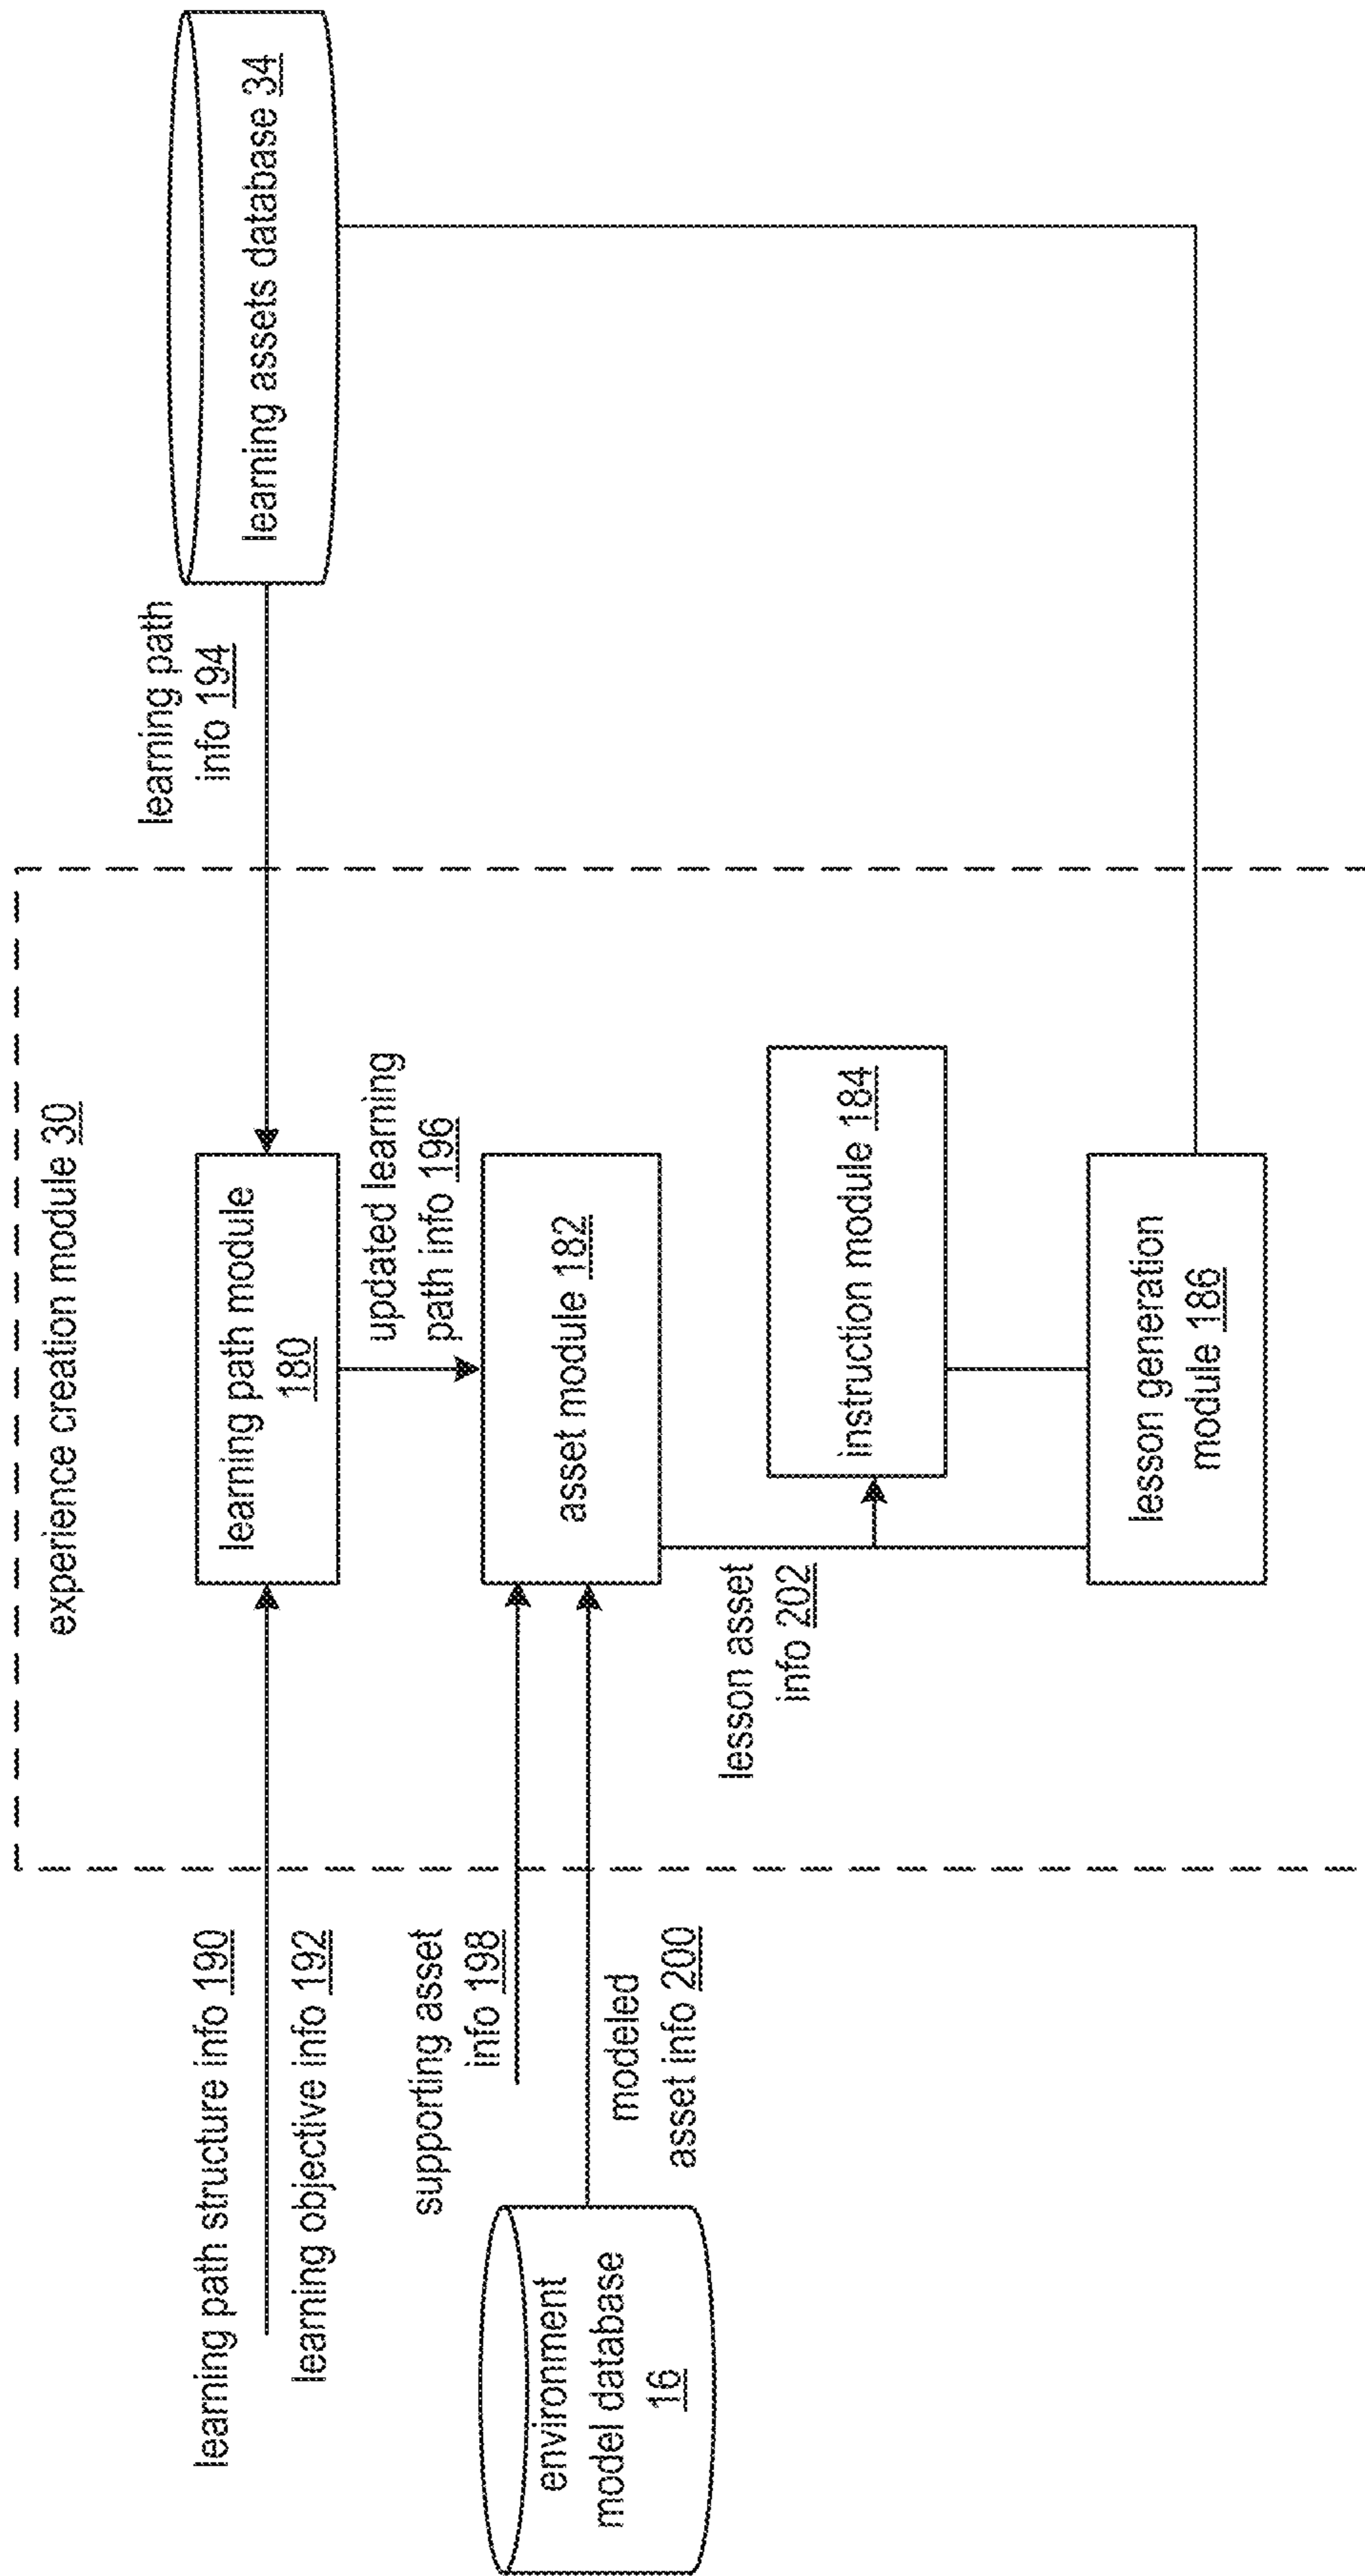 experience creation module 30
learning path structure info 190
learning objective info 192
learning path module
180
learning path
info 194
learning assets database 34
updated learning
path info 196
supporting asset
info 198
asset module 182
environment
model database
16
modeled
asset info 200
lesson asset
info 202
instruction module 184
lesson generation
module 186